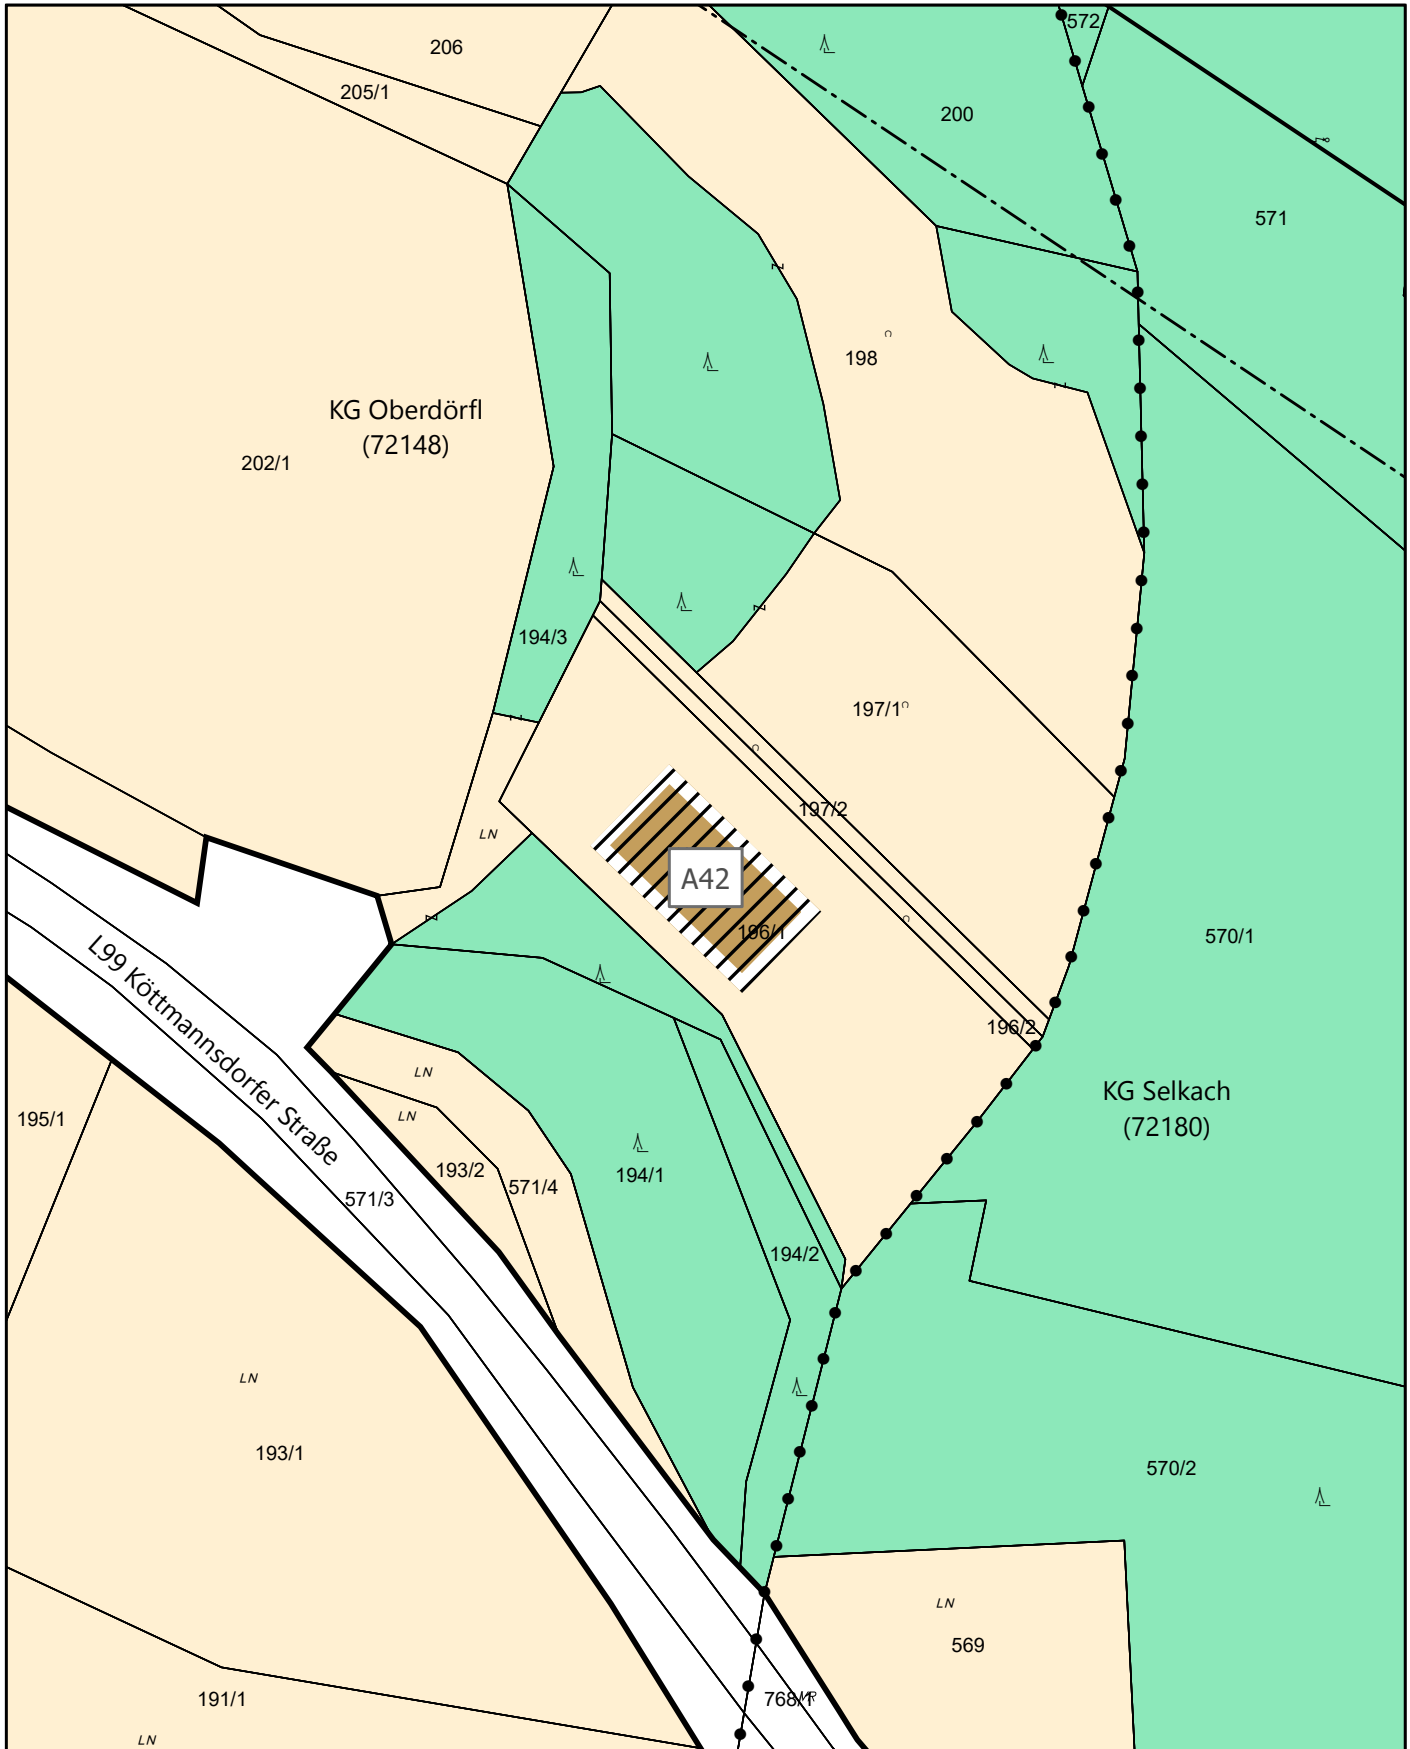 572
206
205/1
200
571
198
KG Oberdörfl
(72148)
202/1
194/3
197/1
197/2
LN
A42
196/1
570/1
L99 Köttmannsdorfer Straße
196/2
LN
KG Selkach
(72180)
195/1
LN
193/2
194/1
571/4
571/3
194/2
LN
193/1
570/2
LN
569
191/1
768/1
LN